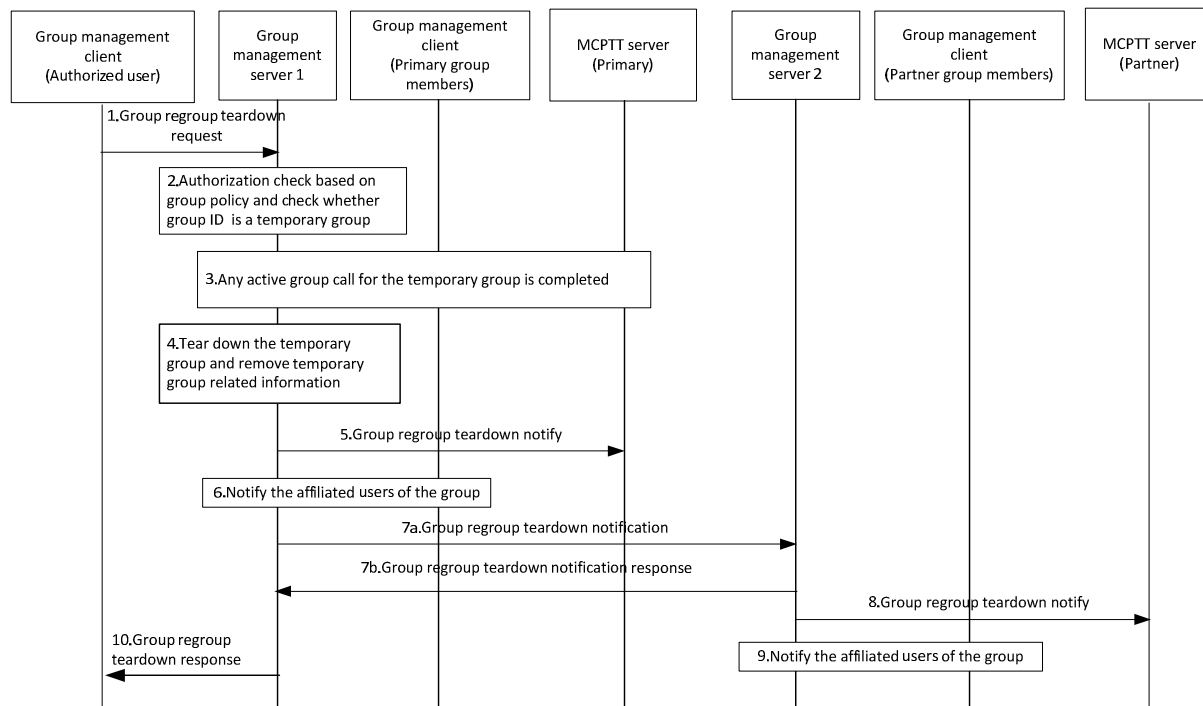 Group management
client
(Authorized user)
Group
management
server 1
Group management
client
(Primary group
members)
MCPTT server
(Primary)
Group
management
server 2
Group management
client
(Partner group members)
MCPTT server
(Partner)
1.Group regroup teardown
request
2.Authorization check based on
group policy and check whether
group ID is a temporary group
3.Any active group call for the temporary group is completed
4.Tear down the temporary
group and remove temporary
group related information
5.Group regroup teardown notify
6.Notify the affiliated users of the group
7a.Group regroup teardown notification
7b.Group regroup teardown notification response
8.Group regroup teardown notify
9.Notify the affiliated users of the group
10.Group regroup
teardown response